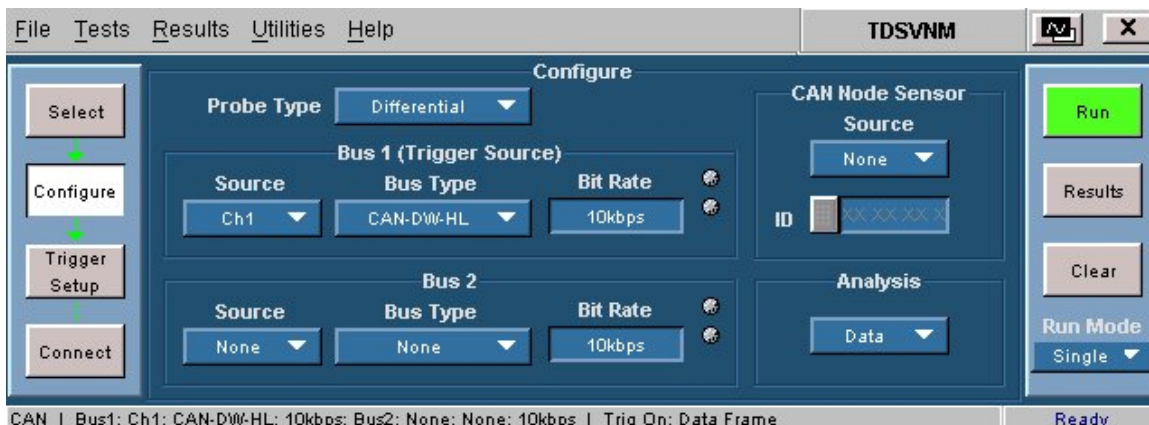 File Tests Results Utilities Help TDSVNM
Configure
Select
Configure
Trigger
Setup
Connect
Probe Type Differential
Bus 1 (Trigger Source)
Source Bus Type Bit Rate
Ch1 CAN-DW-HL 10kbps
Bus 2
Source Bus Type Bit Rate
None None 10kbps
CAN Node Sensor
Source
None
ID XX XX XX X
Analysis
Data
Run
Results
Clear
Run Mode
Single
CAN | Bus1: Ch1: CAN-DW-HL: 10kbps: Bus2: None: None: 10kbps | Trig On: Data Frame Ready